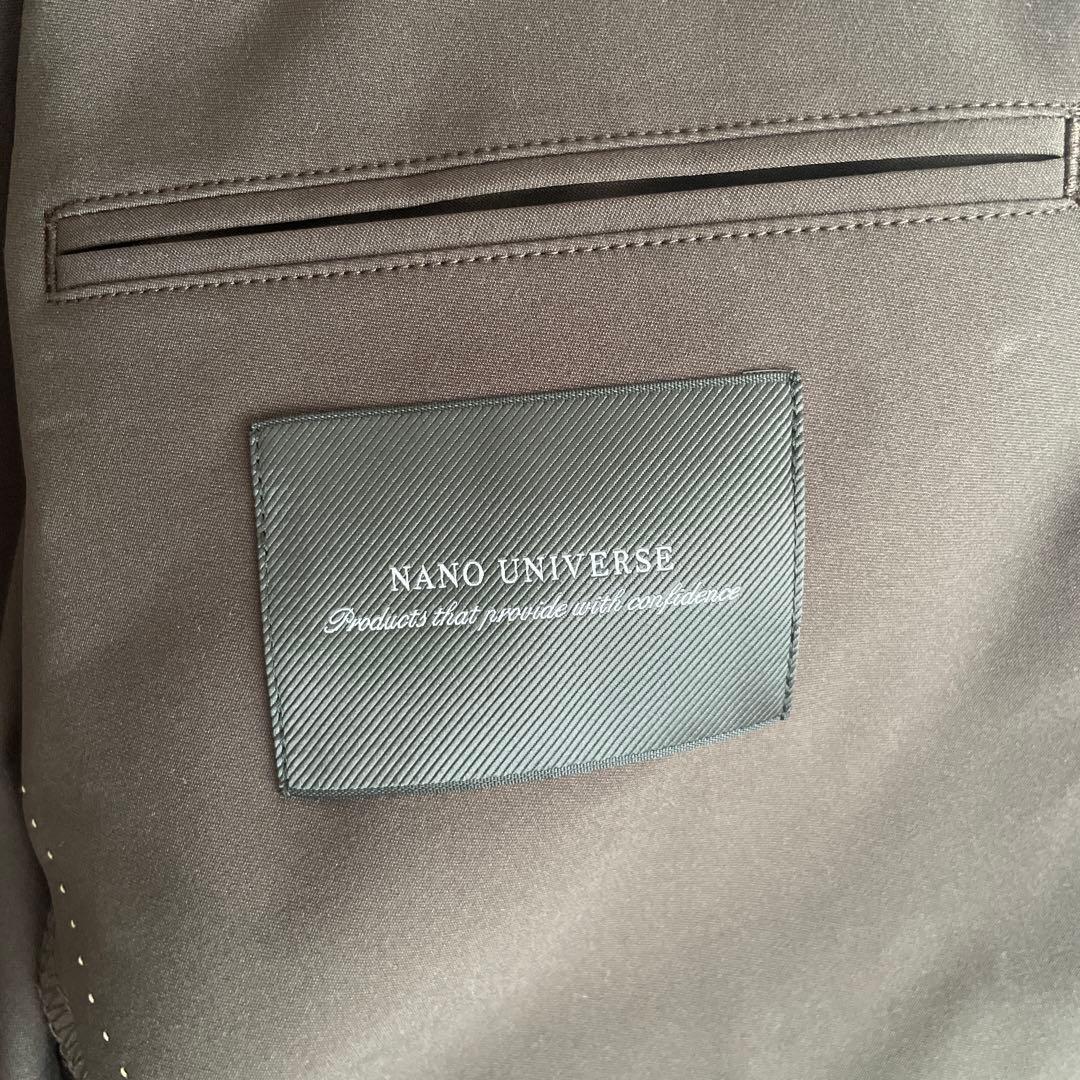 NANO UNIVERSE
Products that provide with confidence